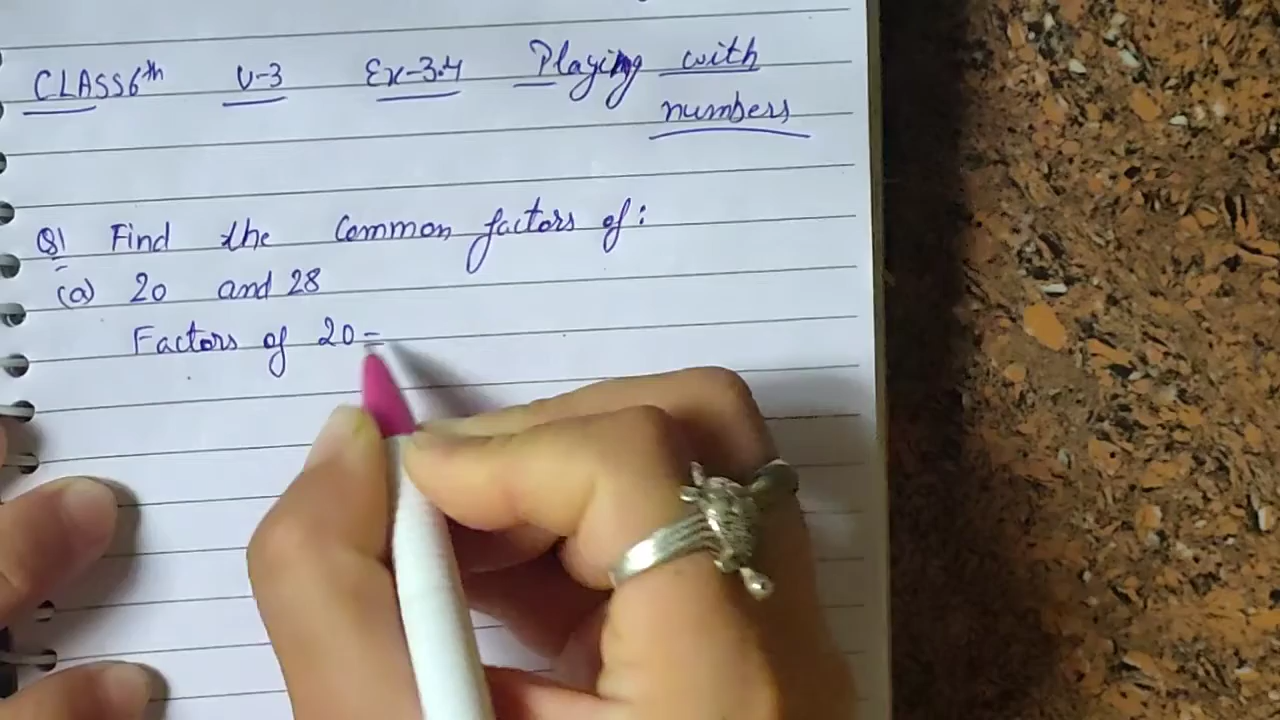 CLASS 6th U-3 Ex-3.4 Playing with
numbers
Q1 Find the Common factors of:
(a) 20 and 28
Factors of 20 =